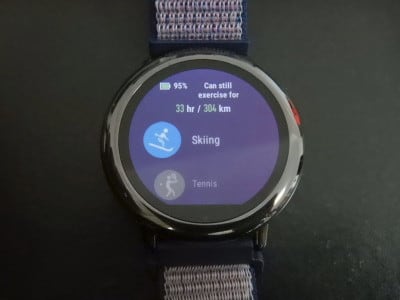 95% Can still
exercise for
33 hr / 304 km
Skiing
Tennis